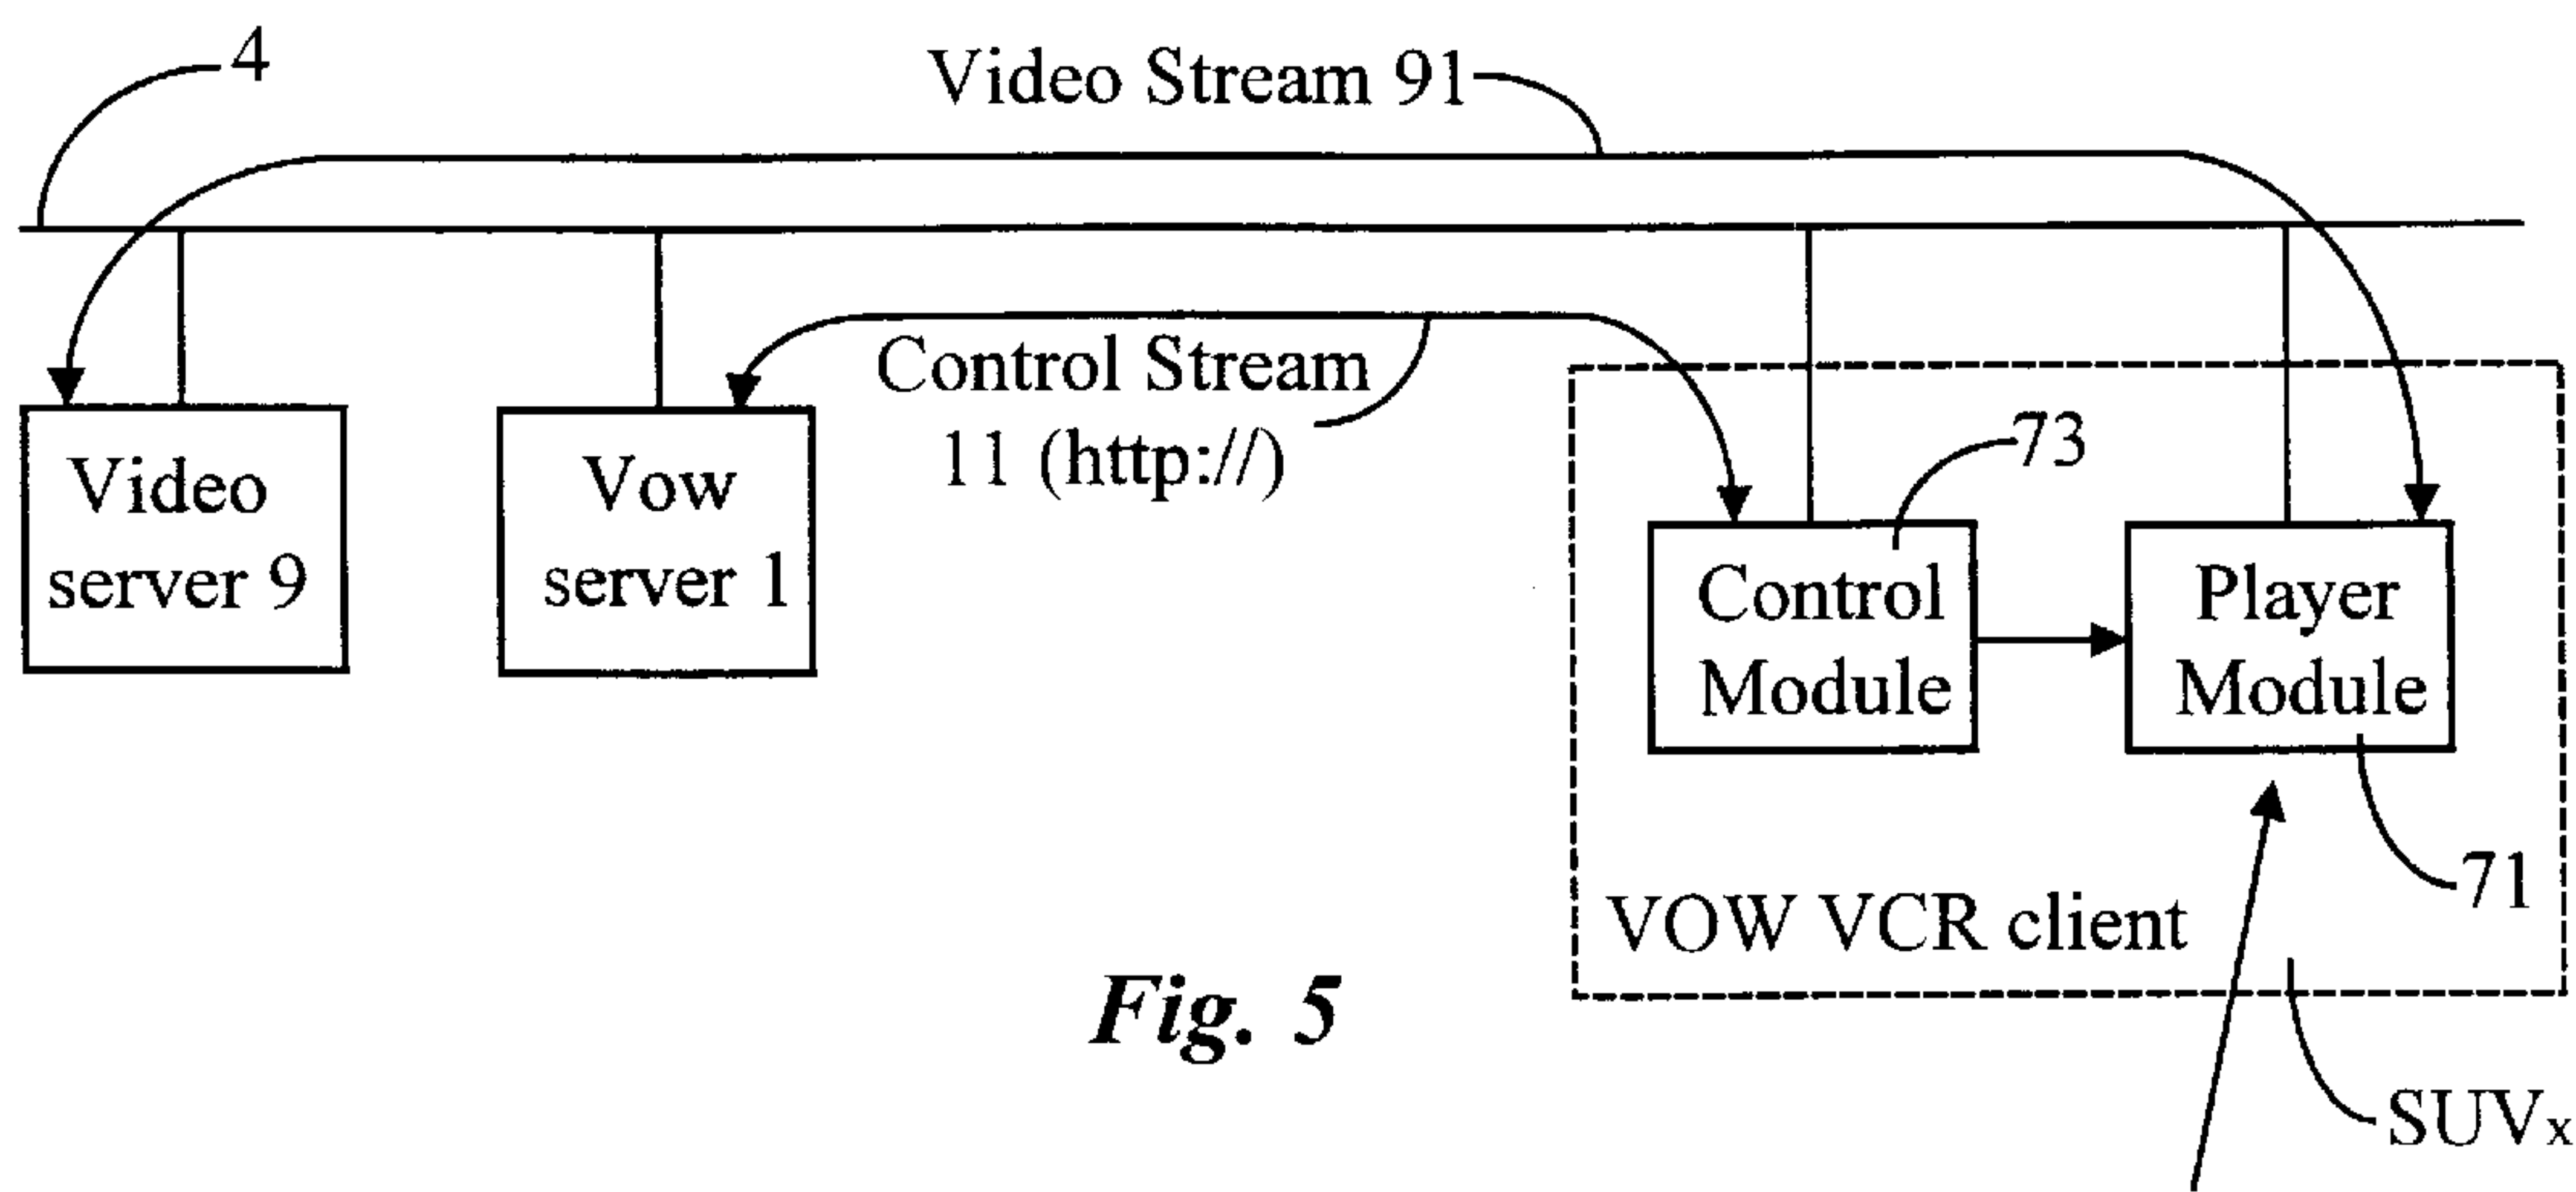 4
Video Stream 91
Control Stream
11 (http://)
Video
server 9
Vow
server 1
73
Control
Module
Player
Module
71
VOW VCR client
Fig. 5
SUVx